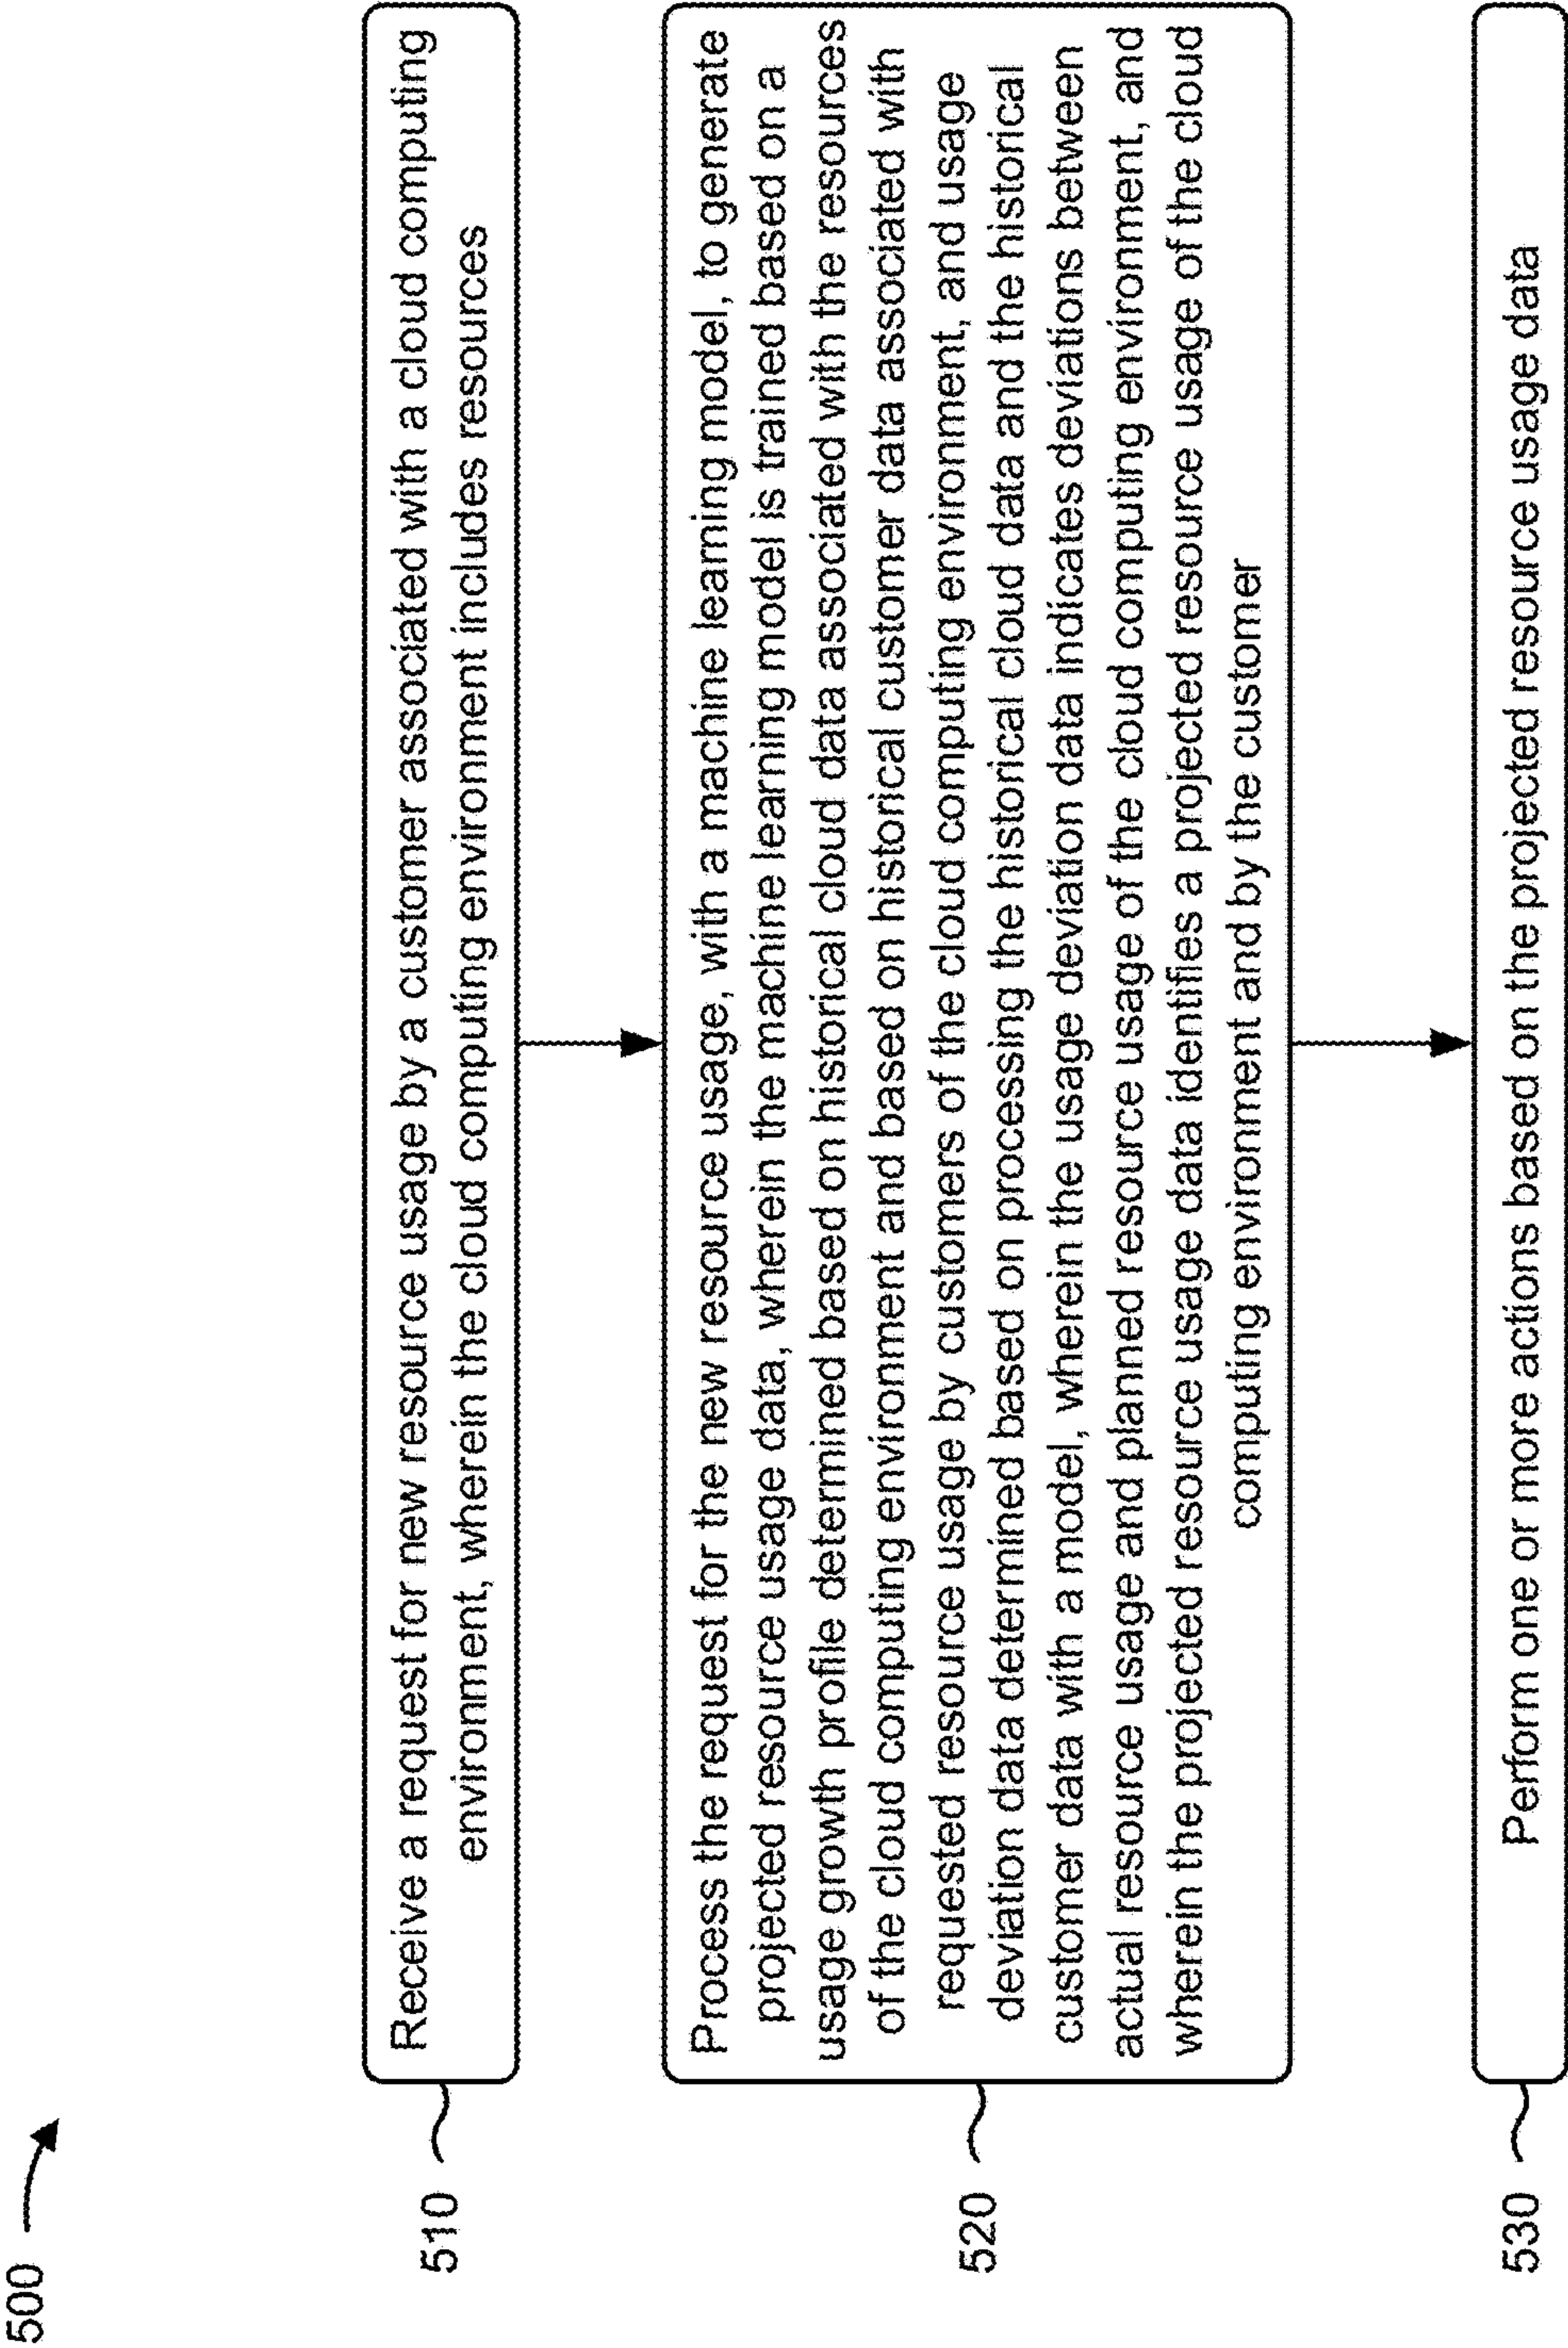 500
510
Receive a request for new resource usage by a customer associated with a cloud computing
environment, wherein the cloud computing environment includes resources
520
Process the request for the new resource usage, with a machine learning model, to generate
projected resource usage data, wherein the machine learning model is trained based on a
usage growth profile determined based on historical cloud data associated with the resources
of the cloud computing environment and based on historical customer data associated with
requested resource usage by customers of the cloud computing environment, and usage
deviation data determined based on processing the historical cloud data and the historical
customer data with a model, wherein the usage deviation data indicates deviations between
actual resource usage and planned resource usage of the cloud computing environment, and
wherein the projected resource usage data identifies a projected resource usage of the cloud
computing environment and by the customer
530
Perform one or more actions based on the projected resource usage data